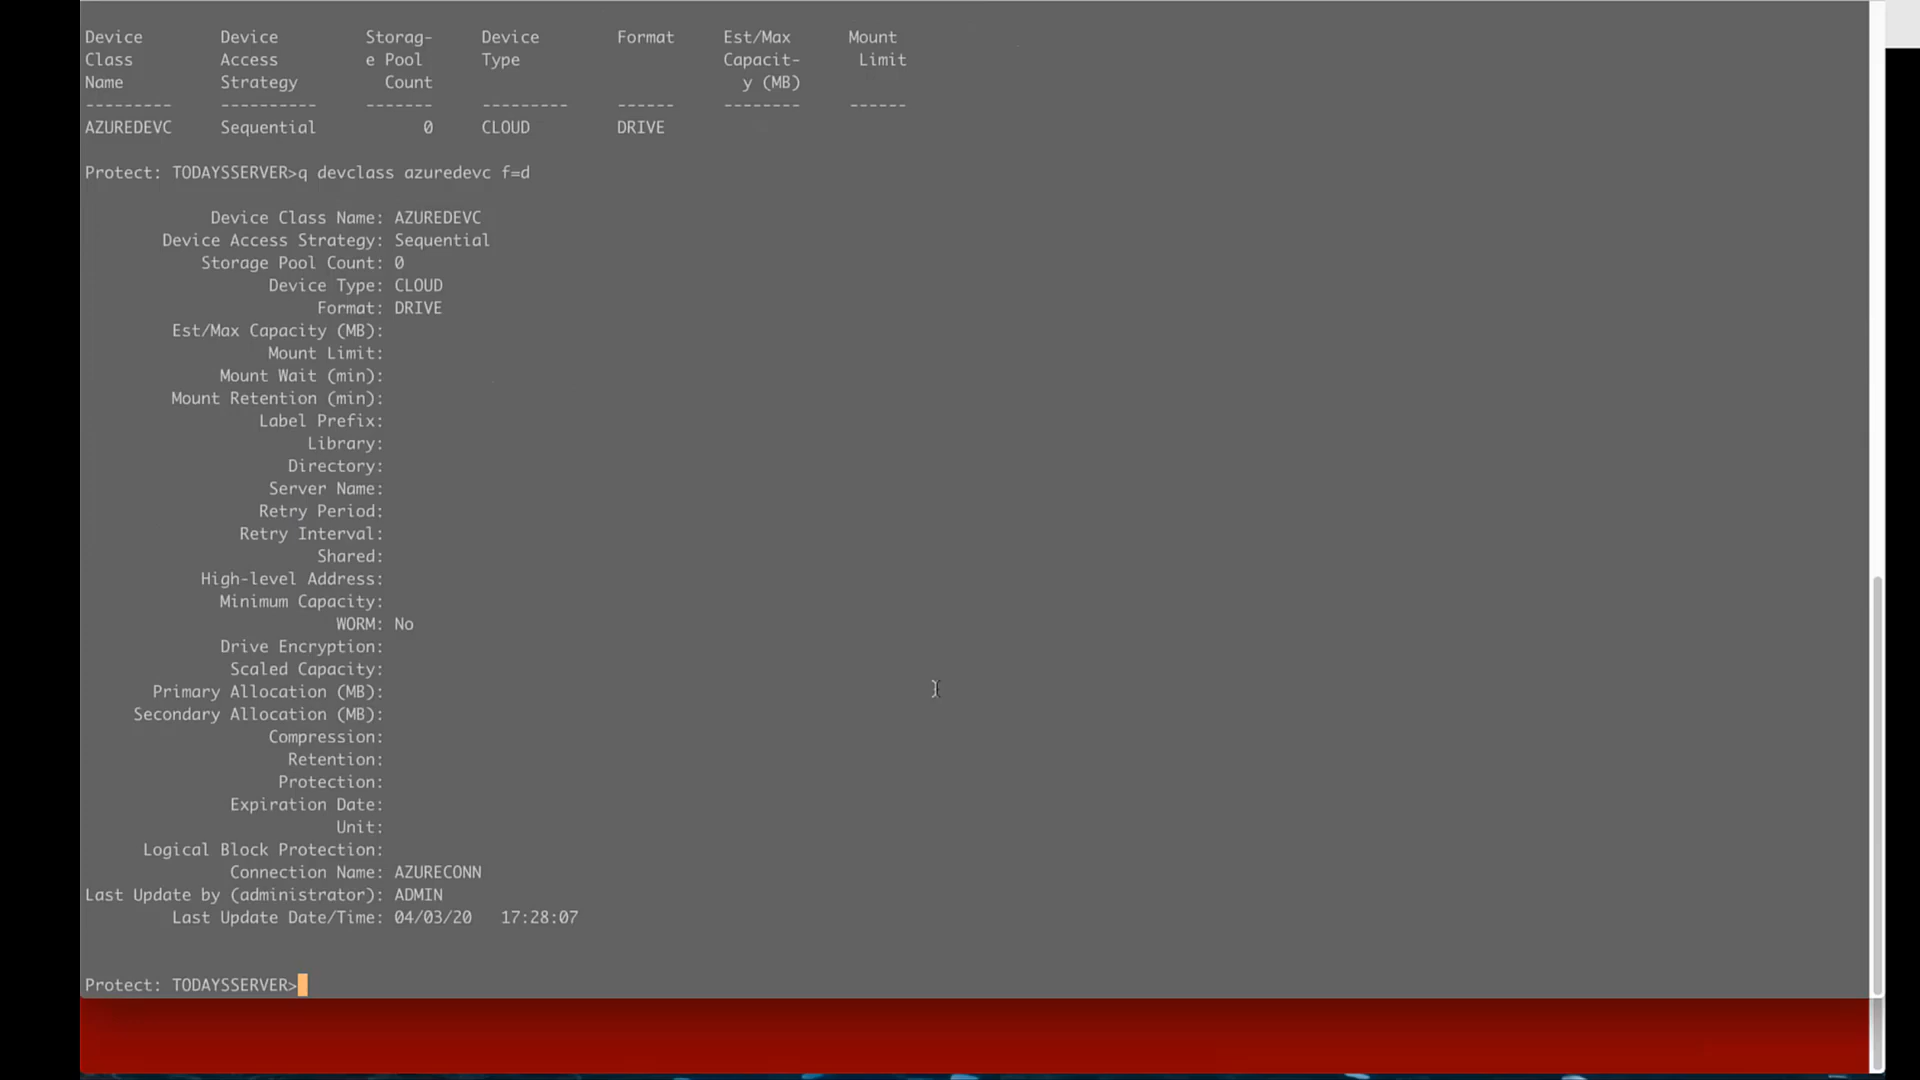 Device     Device     Storag-     Device     Format     Est/Max     Mount
Class     Access     e Pool     Type     Capacit-     Limit
Name     Strategy     Count     y (MB)
---------     ----------     -------     ---------     ------     --------     ------
AZUREDEVC     Sequential     0     CLOUD     DRIVE
Protect: TODAYSSERVER>q devclass azuredevc f=d
Device Class Name: AZUREDEVC
Device Access Strategy: Sequential
Storage Pool Count: 0
Device Type: CLOUD
Format: DRIVE
Est/Max Capacity (MB):
Mount Limit:
Mount Wait (min):
Mount Retention (min):
Label Prefix:
Library:
Directory:
Server Name:
Retry Period:
Retry Interval:
Shared:
High-level Address:
Minimum Capacity:
WORM: No
Drive Encryption:
Scaled Capacity:
Primary Allocation (MB):
Secondary Allocation (MB):
Compression:
Retention:
Protection:
Expiration Date:
Unit:
Logical Block Protection:
Connection Name: AZURECONN
Last Update by (administrator): ADMIN
Last Update Date/Time: 04/03/20   17:28:07
Protect: TODAYSSERVER>